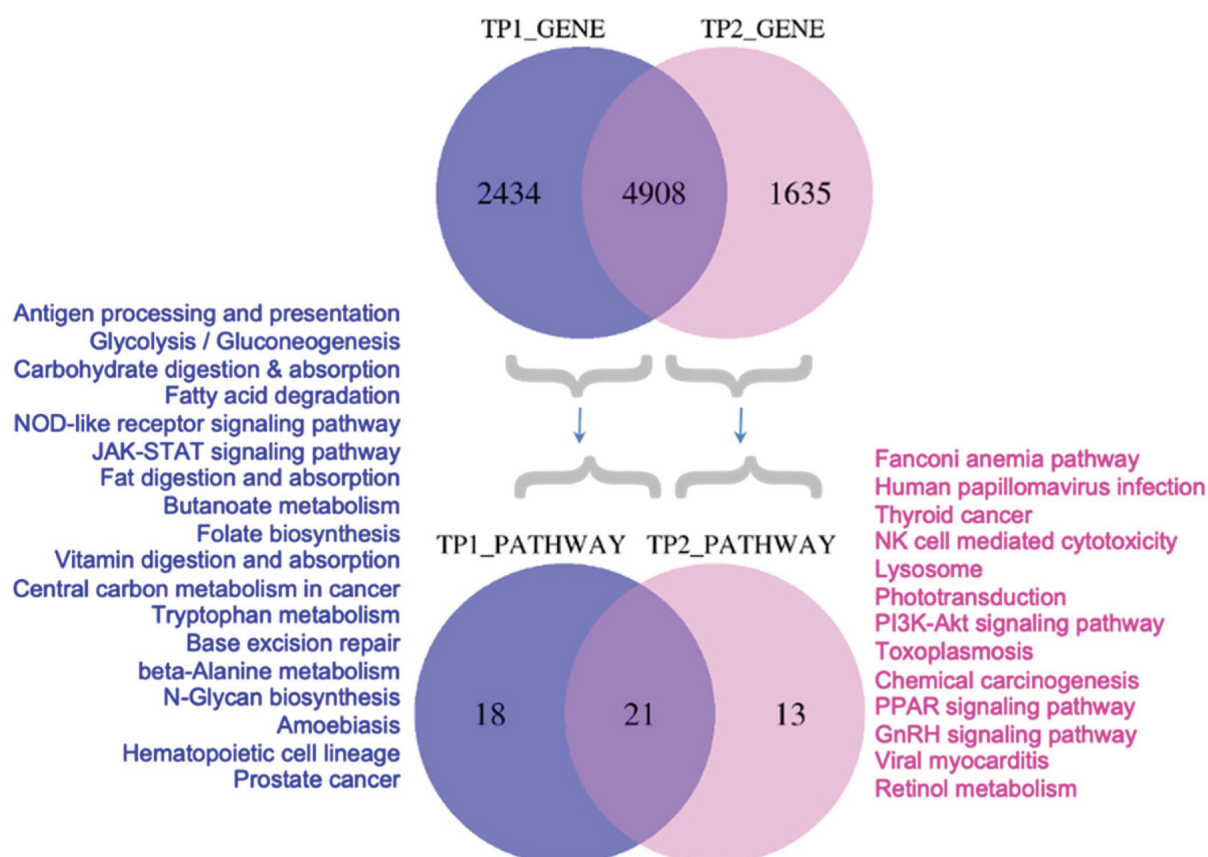 TP1_GENE
TP2_GENE
2434
4908
1635
Antigen processing and presentation
Glycolysis / Gluconeogenesis
Carbohydrate digestion & absorption
Fatty acid degradation
NOD-like receptor signaling pathway
JAK-STAT signaling pathway
Fat digestion and absorption
Butanoate metabolism
Folate biosynthesis
Vitamin digestion and absorption
Central carbon metabolism in cancer
Tryptophan metabolism
Base excision repair
beta-Alanine metabolism
N-Glycan biosynthesis
Amoebiasis
Hematopoietic cell lineage
Prostate cancer
TP1_PATHWAY
TP2_PATHWAY
18
21
13
Fanconi anemia pathway
Human papillomavirus infection
Thyroid cancer
NK cell mediated cytotoxicity
Lysosome
Phototransduction
PI3K-Akt signaling pathway
Toxoplasmosis
Chemical carcinogenesis
PPAR signaling pathway
GnRH signaling pathway
Viral myocarditis
Retinol metabolism